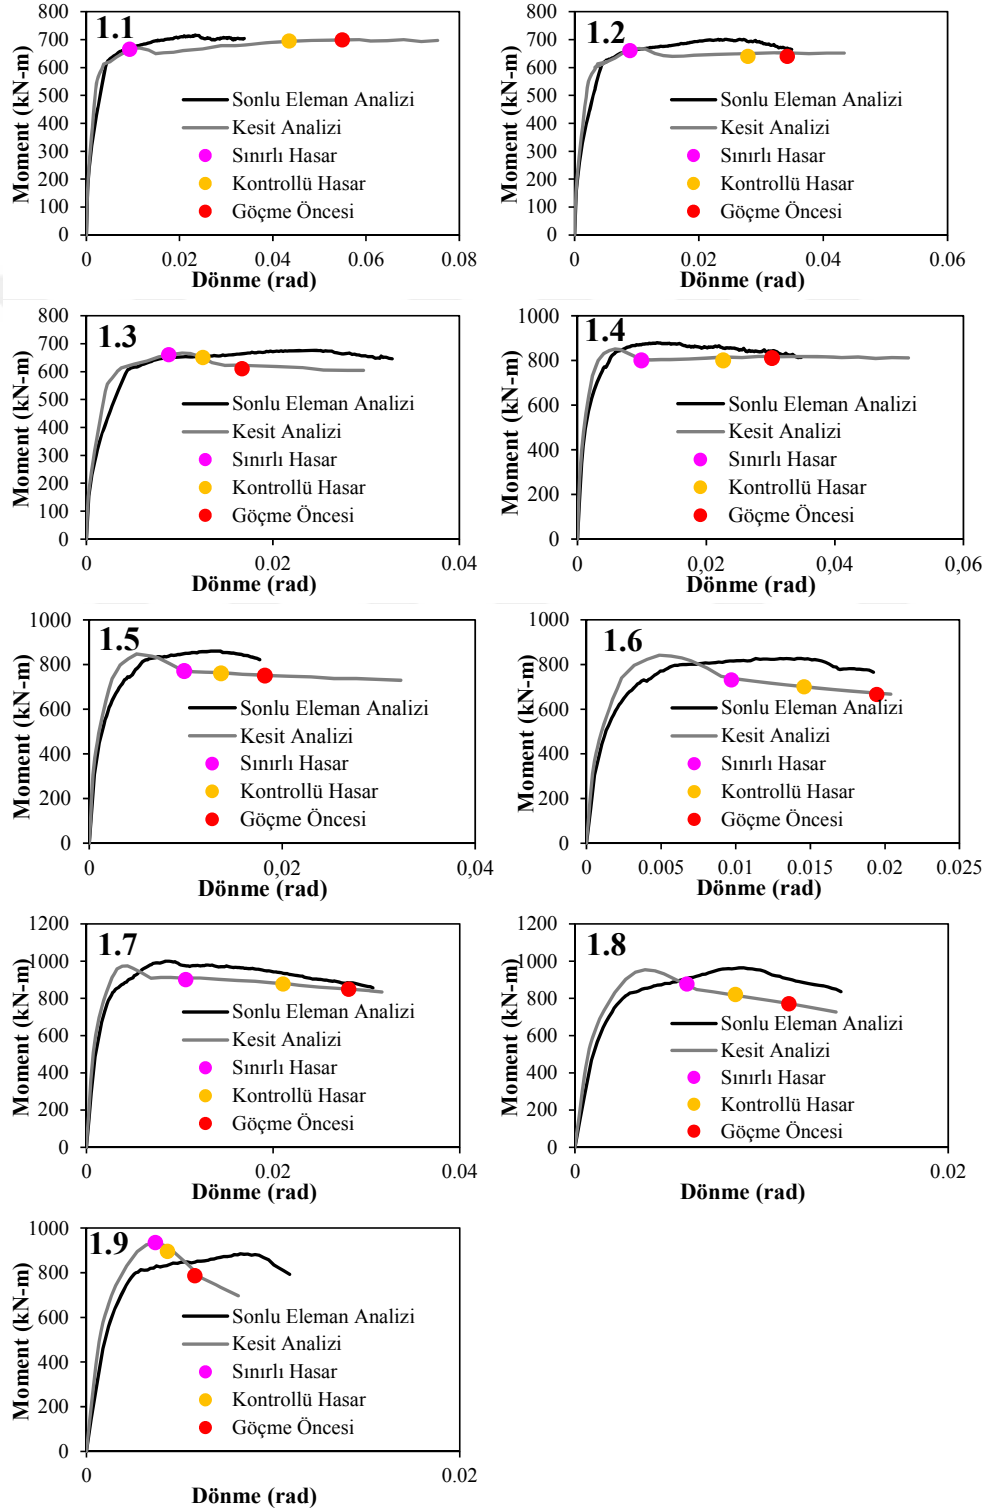 1.1
Moment (kN-m)
800
700
600
500
400
300
200
100
0
Sonlu Eleman Analizi
Kesit Analizi
Sınırlı Hasar
Kontrollü Hasar
Göçme Öncesi
0 0.02 0.04 0.06 0.08
Dönme (rad)
1.2
Moment (kN-m)
800
700
600
500
400
300
200
100
0
Sonlu Eleman Analizi
Kesit Analizi
Sınırlı Hasar
Kontrollü Hasar
Göçme Öncesi
0 0.02 0.04 0.06
Dönme (rad)
1.3
Moment (kN-m)
800
700
600
500
400
300
200
100
0
Sonlu Eleman Analizi
Kesit Analizi
Sınırlı Hasar
Kontrollü Hasar
Göçme Öncesi
0 0.02 0.04
Dönme (rad)
1.4
Moment (kN-m)
1000
800
600
400
200
0
Sonlu Eleman Analizi
Kesit Analizi
Sınırlı Hasar
Kontrollü Hasar
Göçme Öncesi
0 0,02 0,04 0,06
Dönme (rad)
1.5
Moment (kN-m)
1000
800
600
400
200
0
Sonlu Eleman Analizi
Kesit Analizi
Sınırlı Hasar
Kontrollü Hasar
Göçme Öncesi
0 0,02 0,04
Dönme (rad)
1.6
Moment (kN-m)
1000
800
600
400
200
0
Sonlu Eleman Analizi
Kesit Analizi
Sınırlı Hasar
Kontrollü Hasar
Göçme Öncesi
0 0.005 0.01 0.015 0.02 0.025
Dönme (rad)
1.7
Moment (kN-m)
1200
1000
800
600
400
200
0
Sonlu Eleman Analizi
Kesit Analizi
Sınırlı Hasar
Kontrollü Hasar
Göçme Öncesi
0 0.02 0.04
Dönme (rad)
1.8
Moment (kN-m)
1200
1000
800
600
400
200
0
Sonlu Eleman Analizi
Kesit Analizi
Sınırlı Hasar
Kontrollü Hasar
Göçme Öncesi
0 0.02
Dönme (rad)
1.9
Moment (kN-m)
1000
800
600
400
200
0
Sonlu Eleman Analizi
Kesit Analizi
Sınırlı Hasar
Kontrollü Hasar
Göçme Öncesi
0 0.02
Dönme (rad)